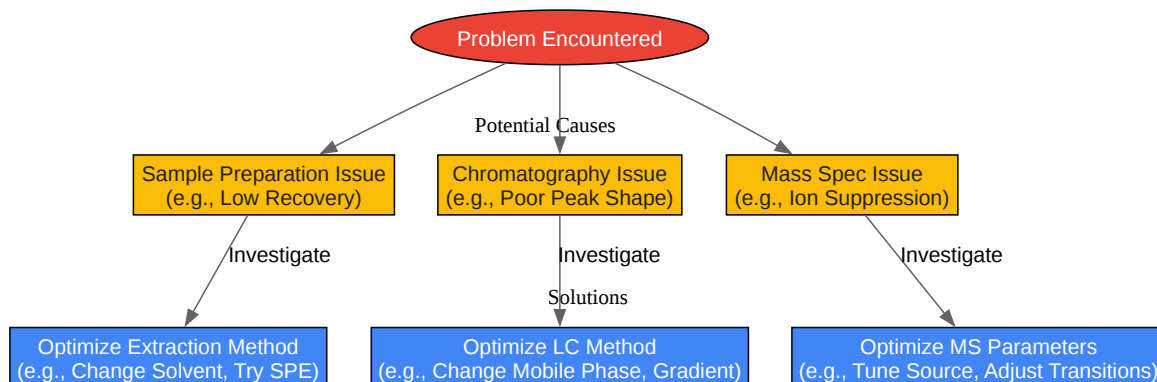 Problem Encountered
Potential Causes
Sample Preparation Issue
(e.g., Low Recovery)
Chromatography Issue
(e.g., Poor Peak Shape)
Mass Spec Issue
(e.g., Ion Suppression)
Investigate
Investigate
Investigate
Solutions
Optimize Extraction Method
(e.g., Change Solvent, Try SPE)
Optimize LC Method
(e.g., Change Mobile Phase, Gradient)
Optimize MS Parameters
(e.g., Tune Source, Adjust Transitions)